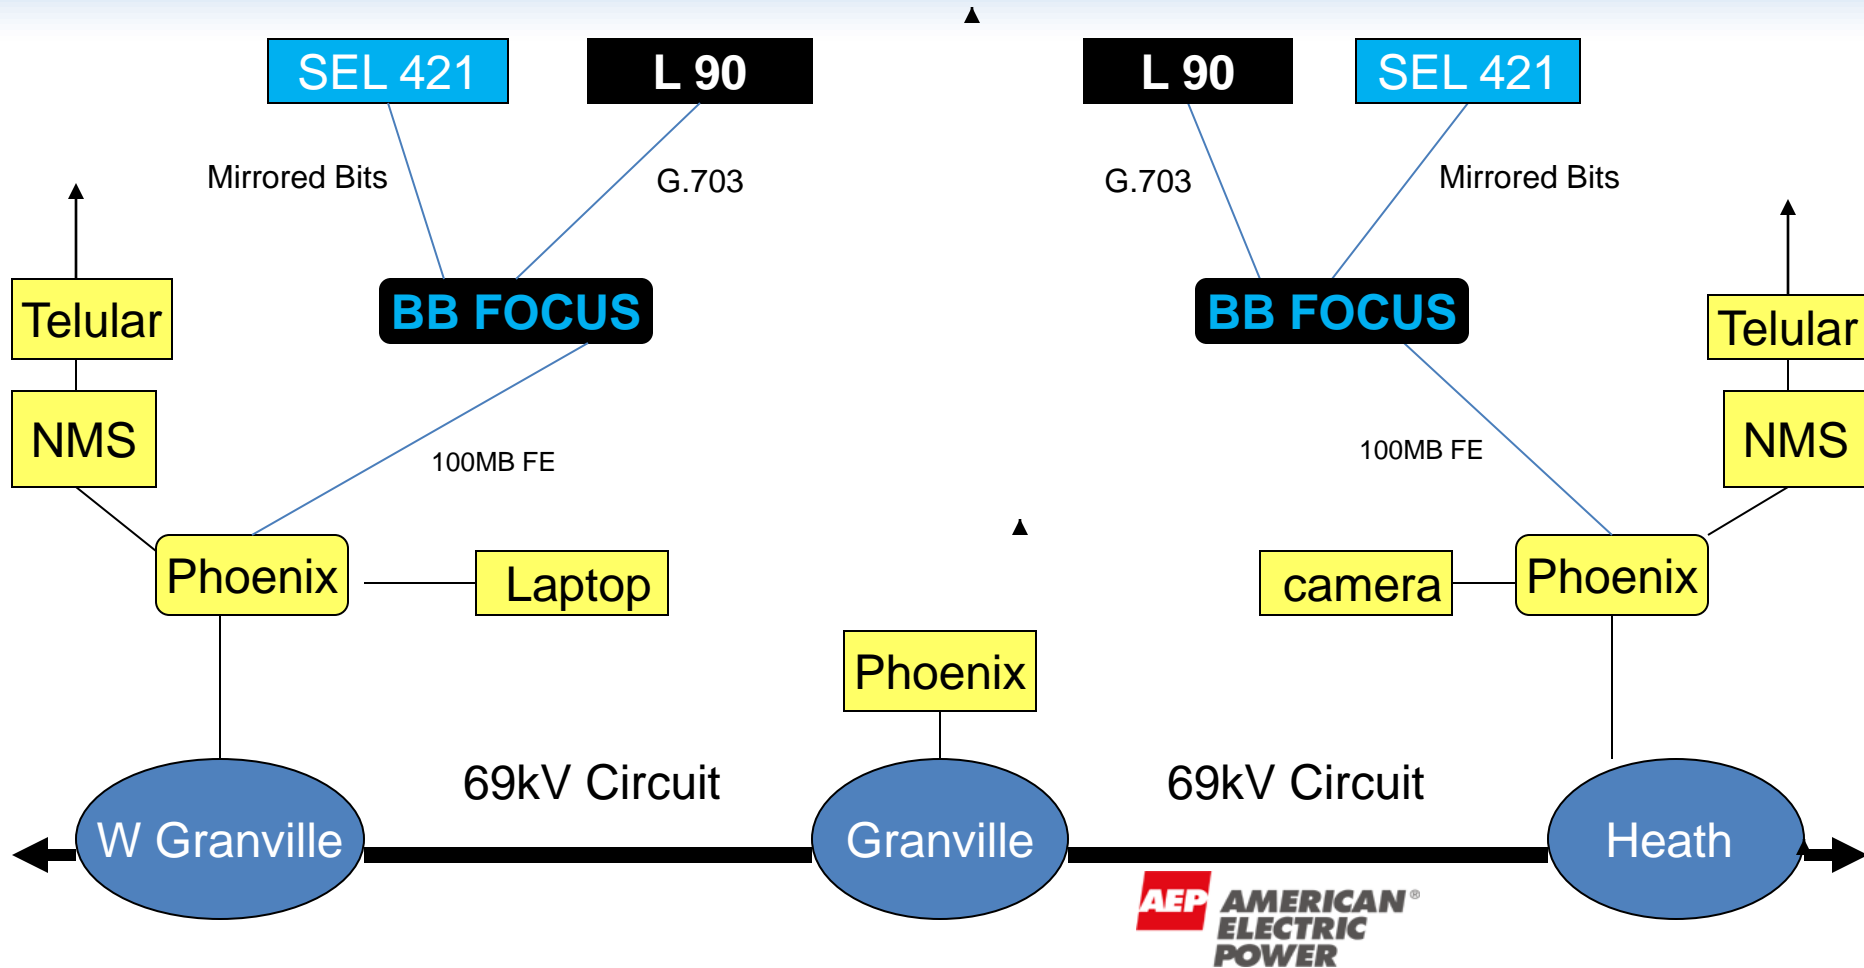 SEL 421
L 90
L 90
SEL 421
Mirrored Bits
G.703
G.703
Mirrored Bits
Telular
BB FOCUS
BB FOCUS
Telular
NMS
100MB FE
100MB FE
NMS
Phoenix
Laptop
camera
Phoenix
Phoenix
69kV Circuit
69kV Circuit
W Granville
Granville
Heath
AEP
AMERICAN®
ELECTRIC
POWER